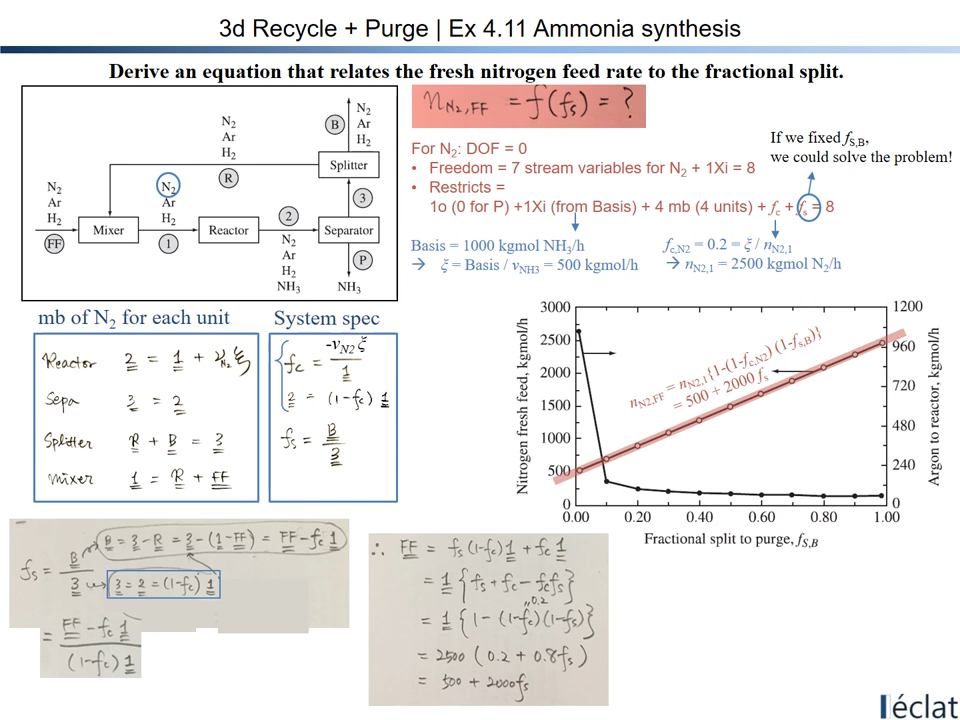 3d Recycle + Purge | Ex 4.11 Ammonia synthesis
Derive an equation that relates the fresh nitrogen feed rate to the fractional split.
N₂
Ar
H₂
FF
Mixer
N₂
Ar
H₂
R
N₂
Ar
H₂
1
Reactor
2
N₂
Ar
H₂
NH₃
B
N₂
Ar
H₂
Splitter
3
Separator
P
NH₃
n_N₂,FF = f(f_s) = ?
If we fixed f_S,B,
we could solve the problem!
For N₂: DOF = 0
• Freedom = 7 stream variables for N₂ + 1Xi = 8
• Restricts =
1o (0 for P) +1Xi (from Basis) + 4 mb (4 units) + f_c + f_s = 8
Basis = 1000 kgmol NH₃/h
→ ξ = Basis / ν_NH3 = 500 kgmol/h
f_c,N2 = 0.2 = ξ / n_N2,1
→ n_N2,1 = 2500 kgmol N₂/h
mb of N₂ for each unit
Reactor 2 = 1 + ν_N₂ ξ
Sepa 3 = 2
Splitter R + B = 3
mixer 1 = R + FF
System spec
f_c = -ν_N2 ξ / 1
2 = (1-f_c) 1
f_s = B / 3
3000
2500
2000
1500
1000
500
0
Nitrogen fresh feed, kgmol/h
1200
960
720
480
240
0
Argon to reactor, kgmol/h
n_N2,FF = n_N2,1{1-(1-f_c,N2) (1-f_s,B)}
= 500 + 2000 f_s
0.00 0.20 0.40 0.60 0.80 1.00
Fractional split to purge, f_S,B
f_s = B / 3
B = 3 - R = 3 - (1 - FF) = FF - f_c 1
3 = 2 = (1-f_c) 1
= FF - f_c 1 / (1-f_c) 1
∴ FF = f_s (1-f_c) 1 + f_c 1
= 1 { f_s + f_c - f_c f_s }
" 0.2
= 1 { 1 - (1-f_c)(1-f_s) }
= 2500 ( 0.2 + 0.8 f_s )
= 500 + 2000 f_s
éclat